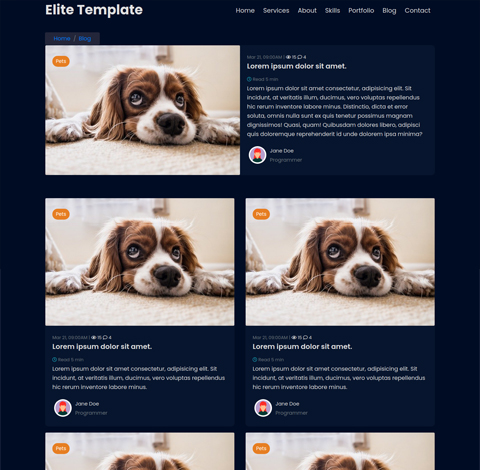 Elite Template
Home Services About Skills Portfolio Blog Contact
Home / Blog
Pets
Mar 21, 09:00AM | 15 4
Lorem ipsum dolor sit amet.
Read 5 min
Lorem ipsum dolor sit amet consectetur, adipisicing elit. Sit
incidunt, at veritatis illum, ducimus, vero voluptas repellendus
hic rerum inventore labore minus. Distinctio, dicta et error
soluta, omnis nulla sunt ex quis tenetur possimus magnam
dignissimos! Quasi, quam! Quibusdam dolores libero, adipisci
quis doloremque reprehenderit id unde dolorem ipsa minima?
Jane Doe
Programmer
Pets
Mar 21, 09:00AM | 15 4
Lorem ipsum dolor sit amet.
Read 5 min
Lorem ipsum dolor sit amet consectetur, adipisicing elit. Sit
incidunt, at veritatis illum, ducimus, vero voluptas repellendus
hic rerum inventore labore minus.
Jane Doe
Programmer
Pets
Mar 21, 09:00AM | 15 4
Lorem ipsum dolor sit amet.
Read 5 min
Lorem ipsum dolor sit amet consectetur, adipisicing elit. Sit
incidunt, at veritatis illum, ducimus, vero voluptas repellendus
hic rerum inventore labore minus.
Jane Doe
Programmer
Pets
Pets